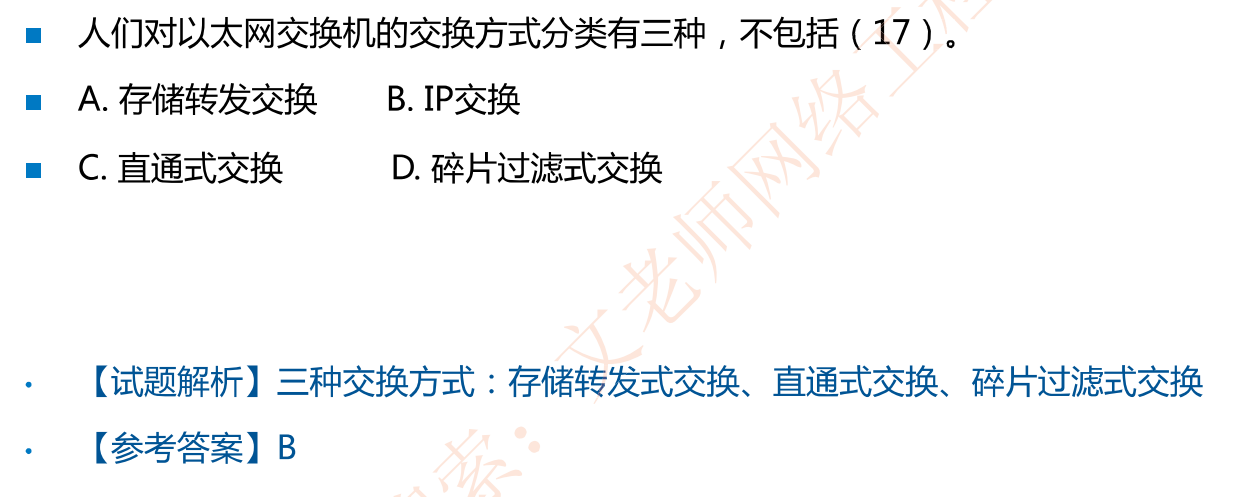 人们对以太网交换机的交换方式分类有三种，不包括（17）。
A. 存储转发交换 B. IP交换
C. 直通式交换 D. 碎片过滤式交换
【试题解析】三种交换方式：存储转发式交换、直通式交换、碎片过滤式交换
【参考答案】B
索：文老师网络工程